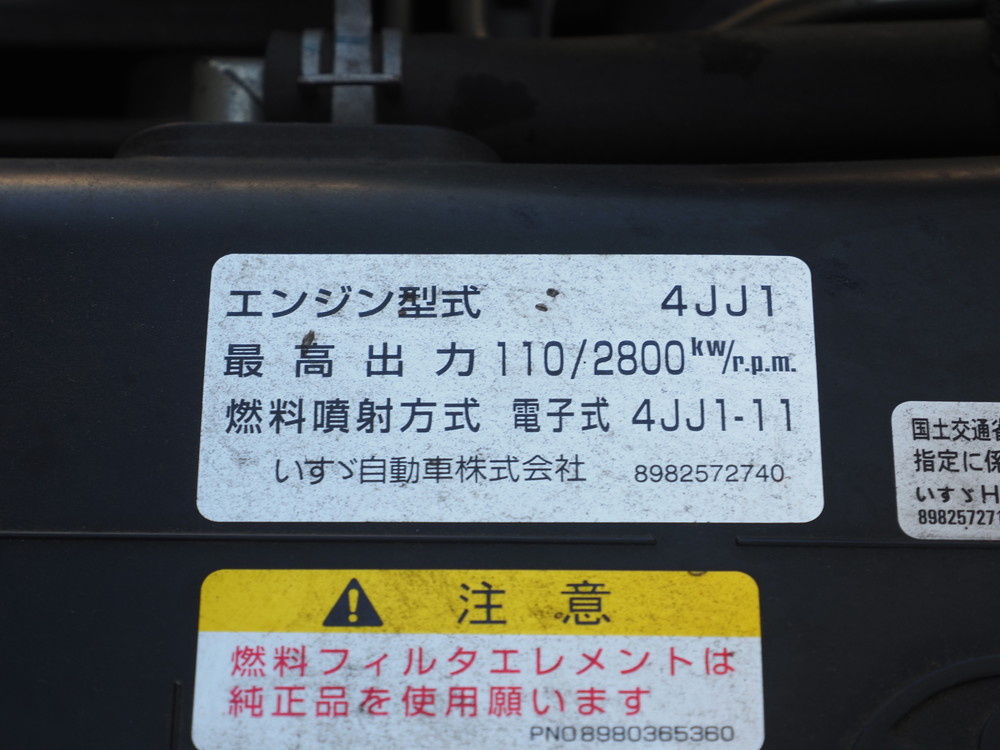 エンジン型式 4JJ1
最高出力 110/2800 kW/r.p.m.
燃料噴射方式 電子式 4JJ1-11
いすゞ自動車株式会社 8982572740
国土交通省
指定に係
いすゞH
898257271
注意
燃料フィルタエレメントは
純正品を使用願います
PNO8980365360